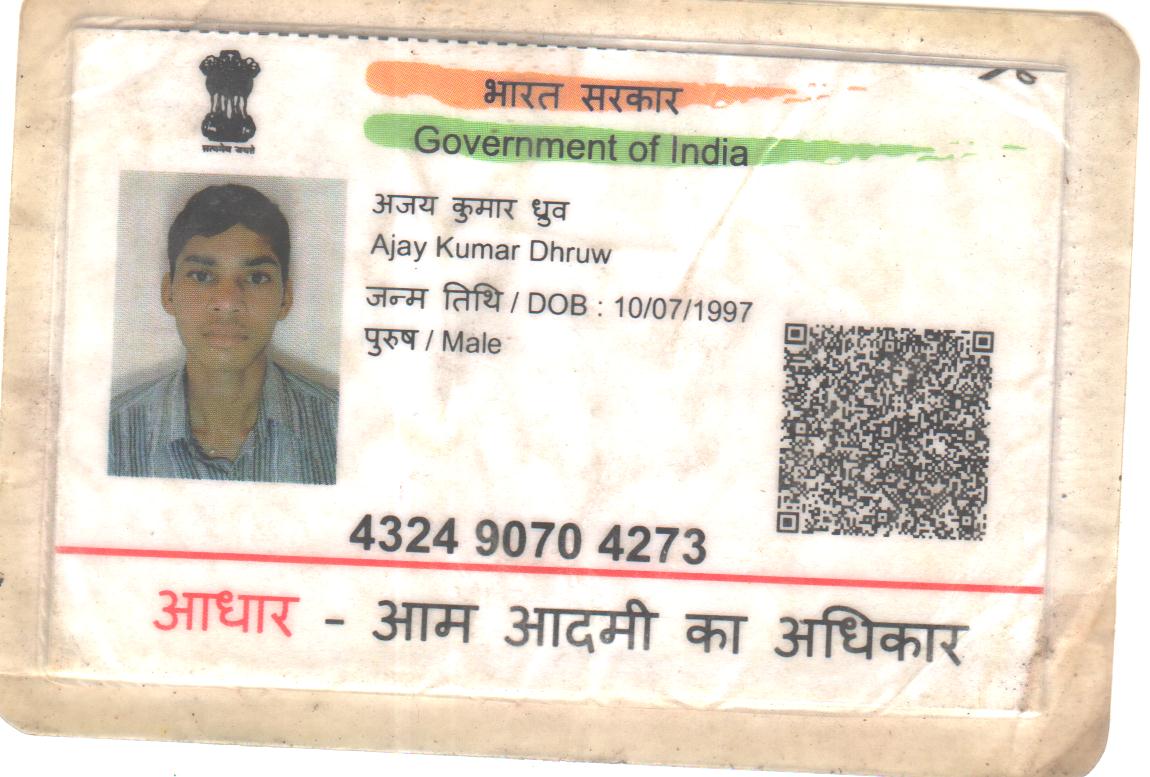 भारत सरकार
Government of India
सत्यमेव जयते
अजय कुमार ध्रुव
Ajay Kumar Dhruw
जन्म तिथि / DOB : 10/07/1997
पुरुष / Male
4324 9070 4273
आधार - आम आदमी का अधिकार